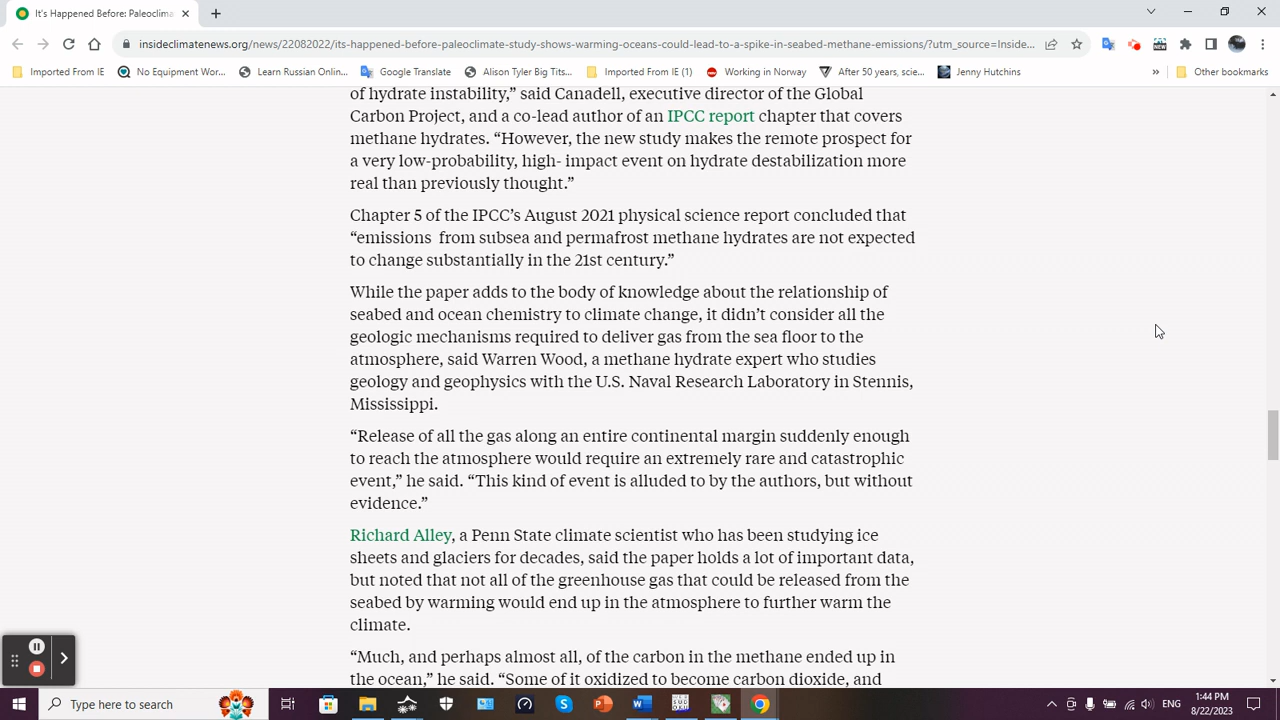 It's Happened Before: Paleoclima
insideclimatenews.org/news/22082022/its-happened-before-paleoclimate-study-shows-warming-oceans-could-lead-to-a-spike-in-seabed-methane-emissions/?utm_source=Inside...
Imported From IE
No Equipment Wor...
Learn Russian Onlin...
Google Translate
Alison Tyler Big Tits...
Imported From IE (1)
Working in Norway
After 50 years, scie...
Jenny Hutchins
»
Other bookmarks
of hydrate instability,” said Canadell, executive director of the Global
Carbon Project, and a co-lead author of an IPCC report chapter that covers
methane hydrates. “However, the new study makes the remote prospect for
a very low-probability, high- impact event on hydrate destabilization more
real than previously thought.”
Chapter 5 of the IPCC’s August 2021 physical science report concluded that
“emissions from subsea and permafrost methane hydrates are not expected
to change substantially in the 21st century.”
While the paper adds to the body of knowledge about the relationship of
seabed and ocean chemistry to climate change, it didn’t consider all the
geologic mechanisms required to deliver gas from the sea floor to the
atmosphere, said Warren Wood, a methane hydrate expert who studies
geology and geophysics with the U.S. Naval Research Laboratory in Stennis,
Mississippi.
“Release of all the gas along an entire continental margin suddenly enough
to reach the atmosphere would require an extremely rare and catastrophic
event,” he said. “This kind of event is alluded to by the authors, but without
evidence.”
Richard Alley, a Penn State climate scientist who has been studying ice
sheets and glaciers for decades, said the paper holds a lot of important data,
but noted that not all of the greenhouse gas that could be released from the
seabed by warming would end up in the atmosphere to further warm the
climate.
“Much, and perhaps almost all, of the carbon in the methane ended up in
the ocean,” he said. “Some of it oxidized to become carbon dioxide, and
Type here to search
ENG
1:44 PM
8/22/2023